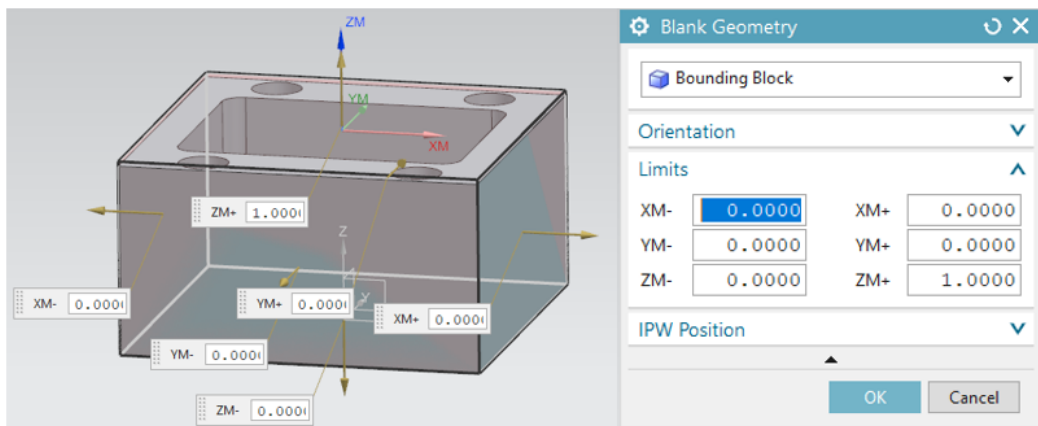 ZM
YM
XM
ZM+ 1.000
Z
XM- 0.000
YM+ 0.000
Y
XM+ 0.000
YM- 0.000
ZM- 0.000
Blank Geometry
Bounding Block
Orientation
Limits
XM- 0.0000 XM+ 0.0000
YM- 0.0000 YM+ 0.0000
ZM- 0.0000 ZM+ 1.0000
IPW Position
OK Cancel